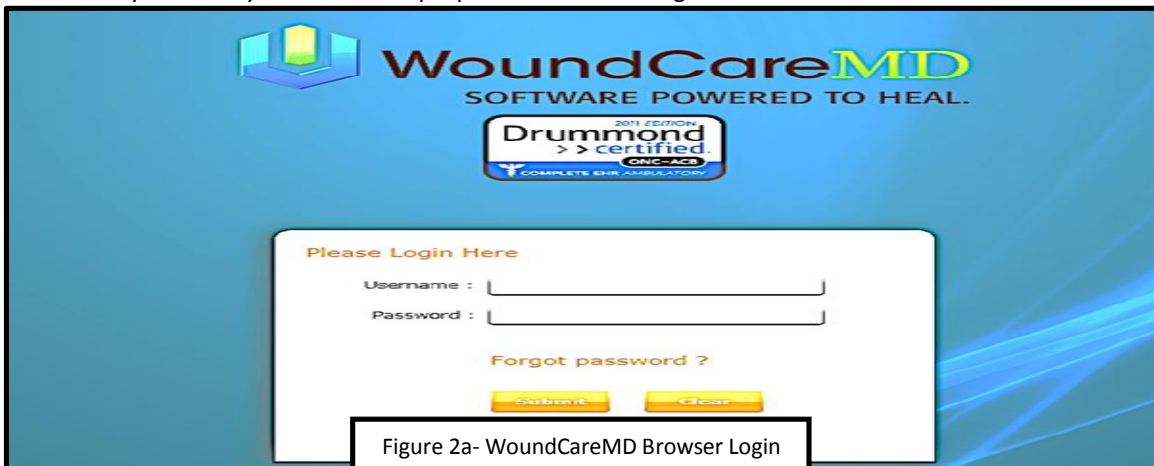 WoundCareMD
SOFTWARE POWERED TO HEAL.
2011 EDITION
Drummond
>> certified.
ONC-ACB
COMPLETE EHR AMBULATORY
Please Login Here
Username :
Password :
Forgot password ?
Submit Clear
Figure 2a- WoundCareMD Browser Login